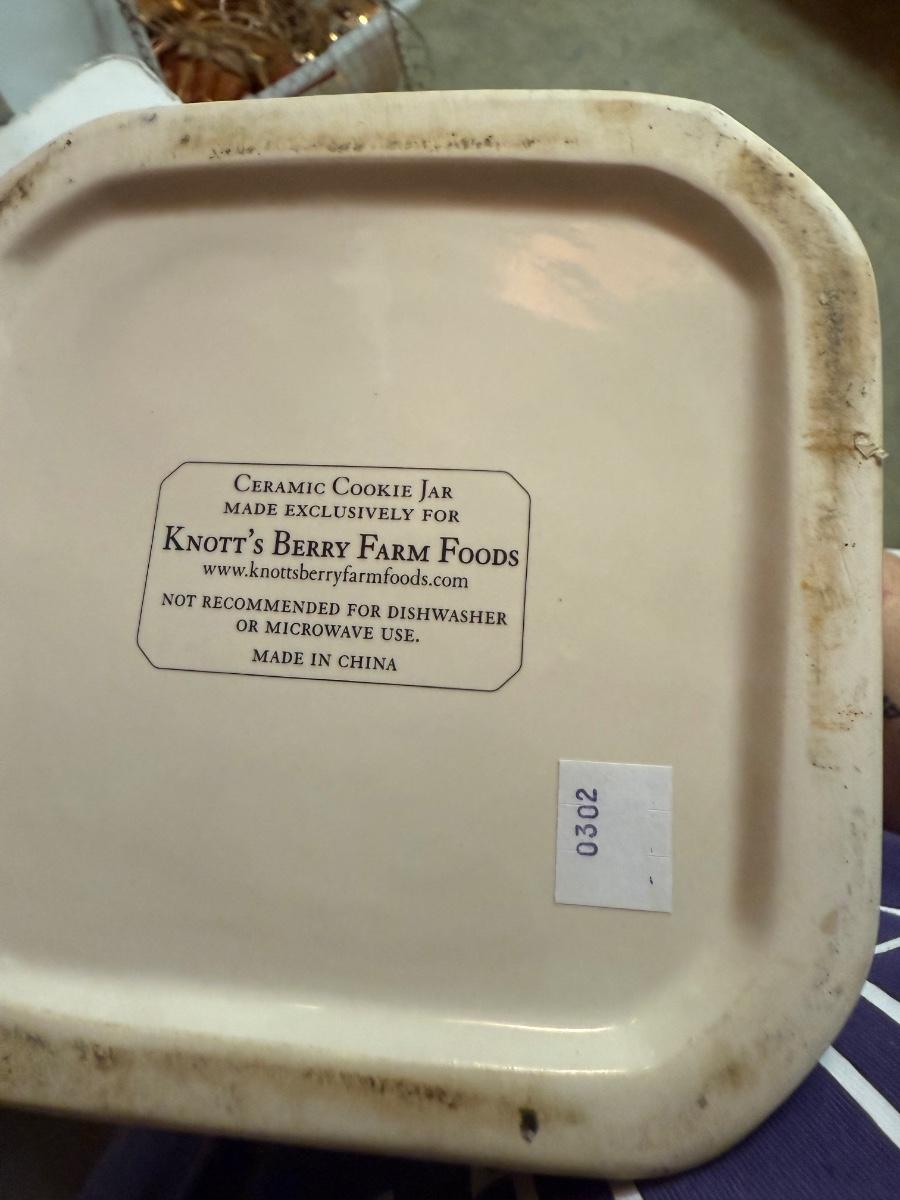 Ceramic Cookie Jar
made exclusively for
Knott's Berry Farm Foods
www.knottsberryfarmfoods.com
not recommended for dishwasher
or microwave use.
made in china
0302